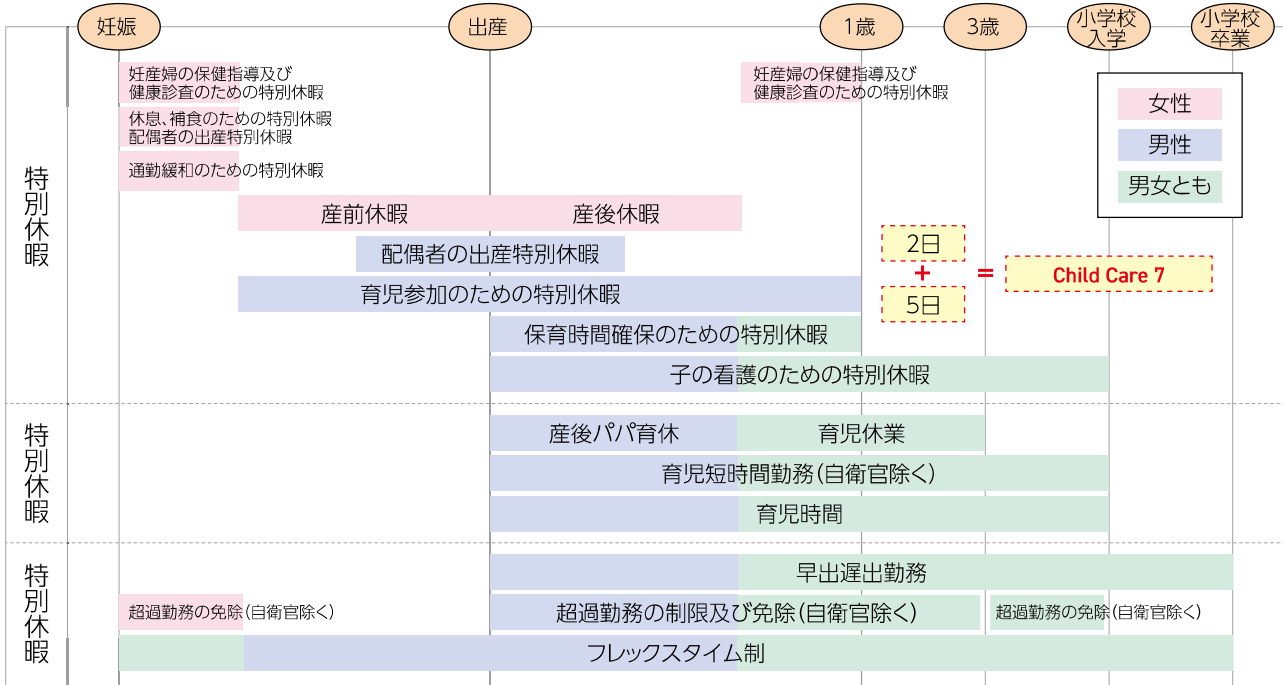 妊娠
出産
1歳
3歳
小学校
入学
小学校
卒業
特別休暇
妊産婦の保健指導及び
健康診査のための特別休暇
妊産婦の保健指導及び
健康診査のための特別休暇
女性
男性
男女とも
休息、補食のための特別休暇
配偶者の出産特別休暇
通勤緩和のための特別休暇
産前休暇
産後休暇
配偶者の出産特別休暇
2日
+
5日
=
Child Care 7
育児参加のための特別休暇
保育時間確保のための特別休暇
子の看護のための特別休暇
特別休暇
産後パパ育休
育児休業
育児短時間勤務(自衛官除く)
育児時間
特別休暇
早出遅出勤務
超過勤務の免除(自衛官除く)
超過勤務の制限及び免除(自衛官除く)
超過勤務の免除(自衛官除く)
フレックスタイム制